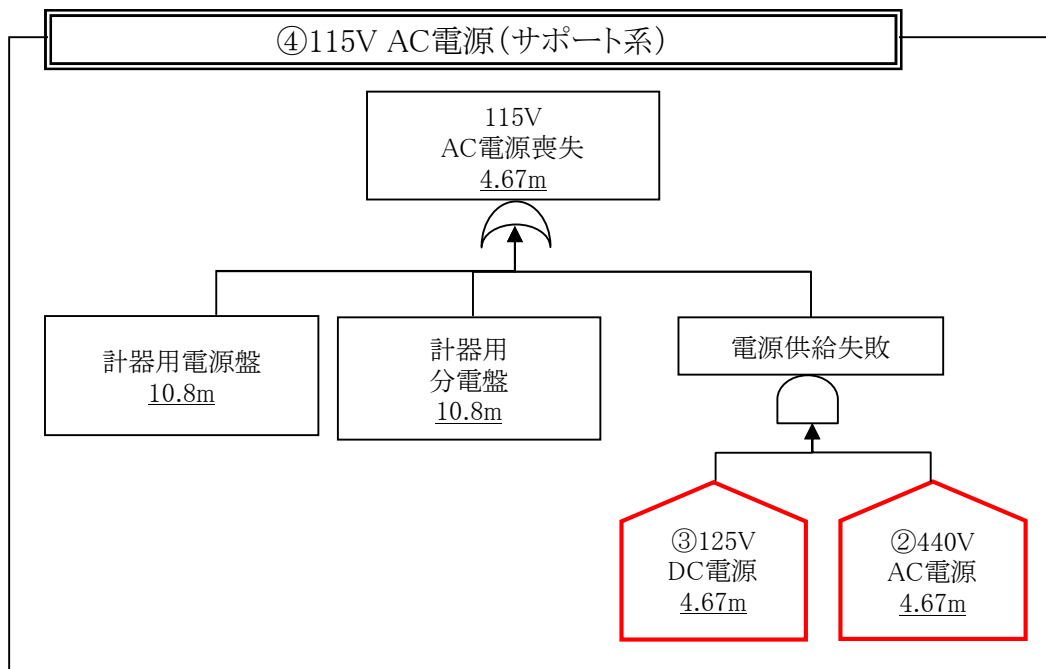 ④115V AC電源(サポート系)
115V
AC電源喪失
4.67m
計器用電源盤
10.8m
計器用
分電盤
10.8m
電源供給失敗
③125V
DC電源
4.67m
②440V
AC電源
4.67m